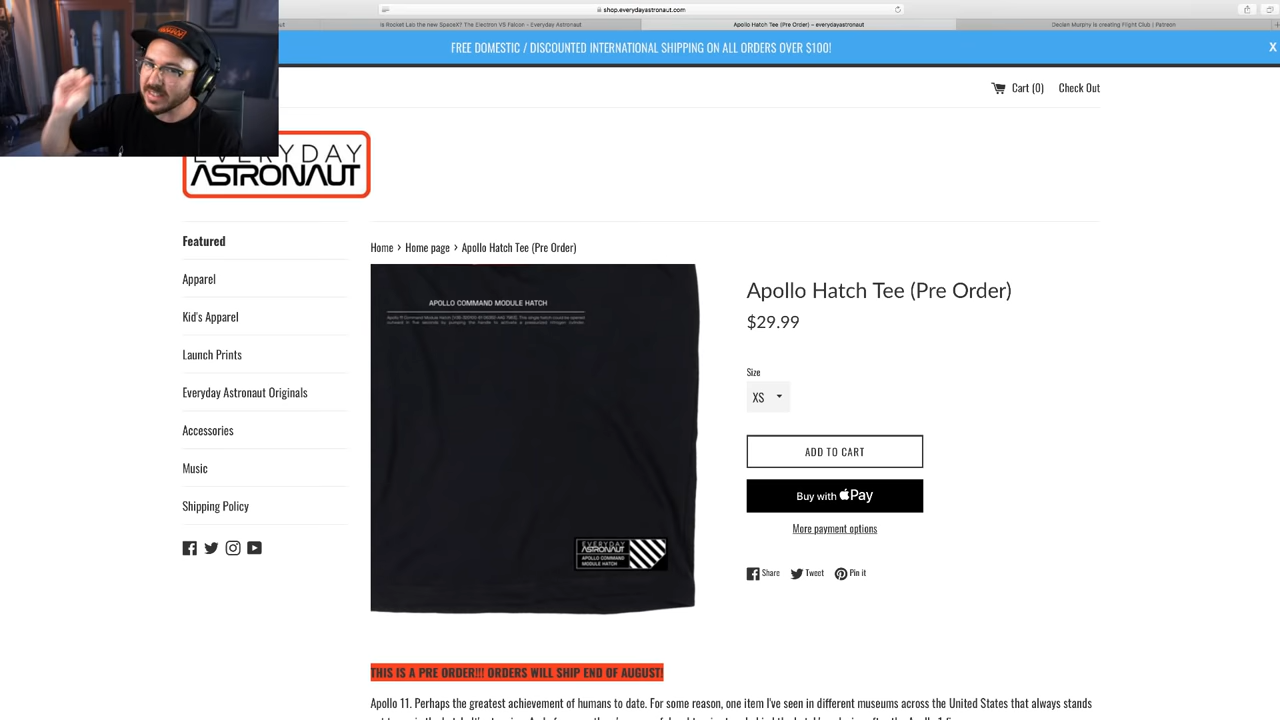 shop.everydayastronaut.com
Is Rocket Lab the new SpaceX? The Electron VS Falcon - Everyday Astronaut
Apollo Hatch Tee (Pre Order) – everydayastronaut
Declan Murphy is creating Flight Club | Patreon
FREE DOMESTIC / DISCOUNTED INTERNATIONAL SHIPPING ON ALL ORDERS OVER $100!
X
Cart (0)
Check Out
EVERYDAY
ASTRONAUT
Featured
Apparel
Kid's Apparel
Launch Prints
Everyday Astronaut Originals
Accessories
Music
Shipping Policy
Home › Home page › Apollo Hatch Tee (Pre Order)
APOLLO COMMAND MODULE HATCH
EVERYDAY
ASTRONAUT
APOLLO COMMAND
MODULE HATCH
Apollo Hatch Tee (Pre Order)
$29.99
Size
XS
ADD TO CART
Buy with Pay
More payment options
Share
Tweet
Pin it
THIS IS A PRE ORDER!!! ORDERS WILL SHIP END OF AUGUST!
Apollo 11. Perhaps the greatest achievement of humans to date. For some reason, one item I've seen in different museums across the United States that always stands